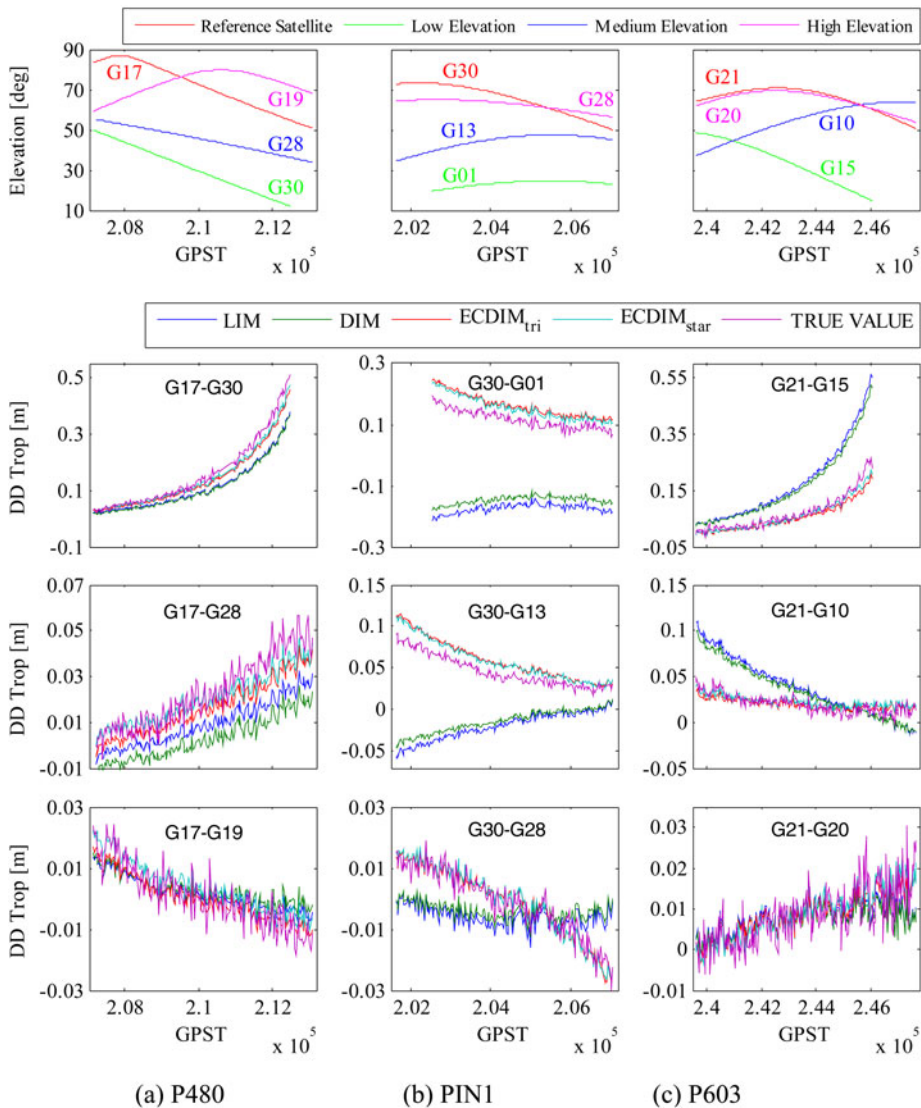 Reference Satellite Low Elevation Medium Elevation High Elevation
Elevation [deg]
90
70
50
30
10
G17
G19
G28
G30
2.08 2.1 2.12
GPST
x 10^5
G30
G28
G13
G01
2.02 2.04 2.06
GPST
x 10^5
G21
G20
G10
G15
2.4 2.42 2.44 2.46
GPST
x 10^5
LIM DIM ECDIM_tri ECDIM_star TRUE VALUE
DD Trop [m]
0.5
0.3
0.1
-0.1
G17-G30
0.3
0.1
-0.1
-0.3
G30-G01
0.55
0.35
0.15
-0.05
G21-G15
DD Trop [m]
0.07
0.05
0.03
0.01
-0.01
G17-G28
0.15
0.1
0.05
0
-0.05
G30-G13
0.15
0.1
0.05
0
-0.05
G21-G10
DD Trop [m]
0.03
0.01
-0.01
-0.03
G17-G19
2.08 2.1 2.12
GPST
x 10^5
0.03
0.01
-0.01
-0.03
G30-G28
2.02 2.04 2.06
GPST
x 10^5
0.03
0.02
0.01
0
-0.01
G21-G20
2.4 2.42 2.44 2.46
GPST
x 10^5
(a) P480 (b) PIN1 (c) P603